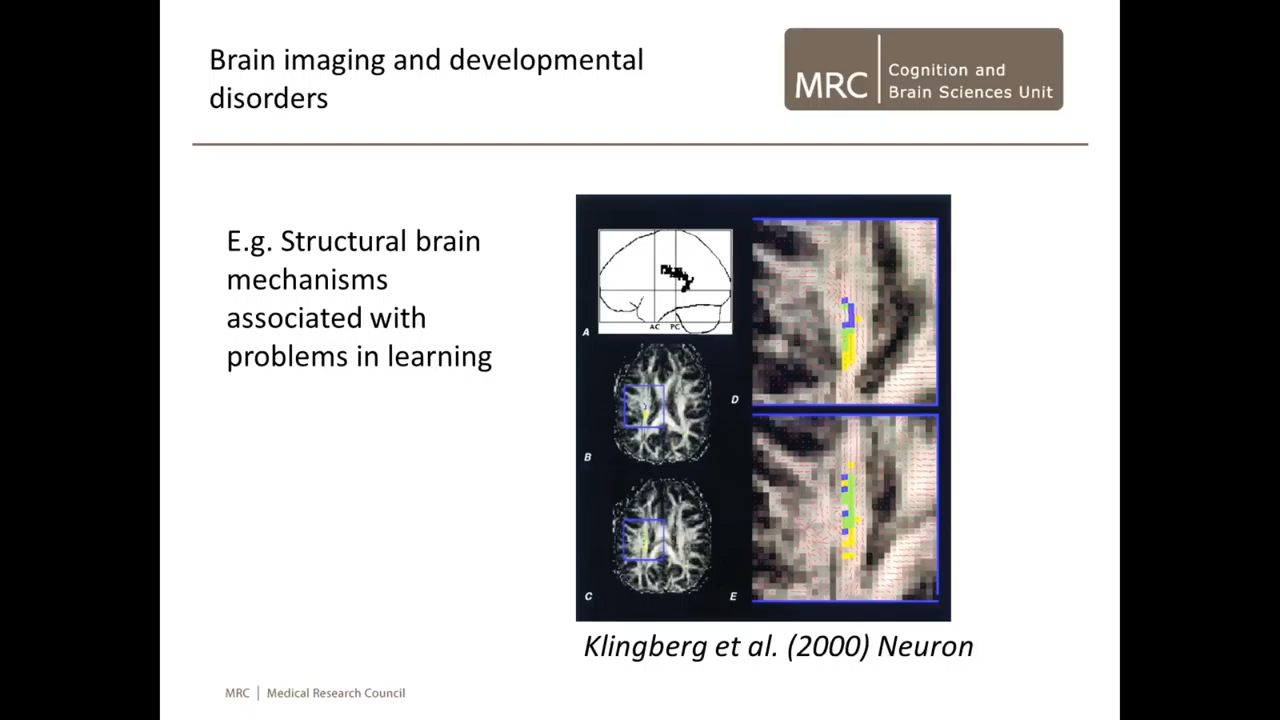 Brain imaging and developmental
disorders
MRC | Cognition and
Brain Sciences Unit
E.g. Structural brain
mechanisms
associated with
problems in learning
A
AC PC
B
C
D
E
Klingberg et al. (2000) Neuron
MRC | Medical Research Council